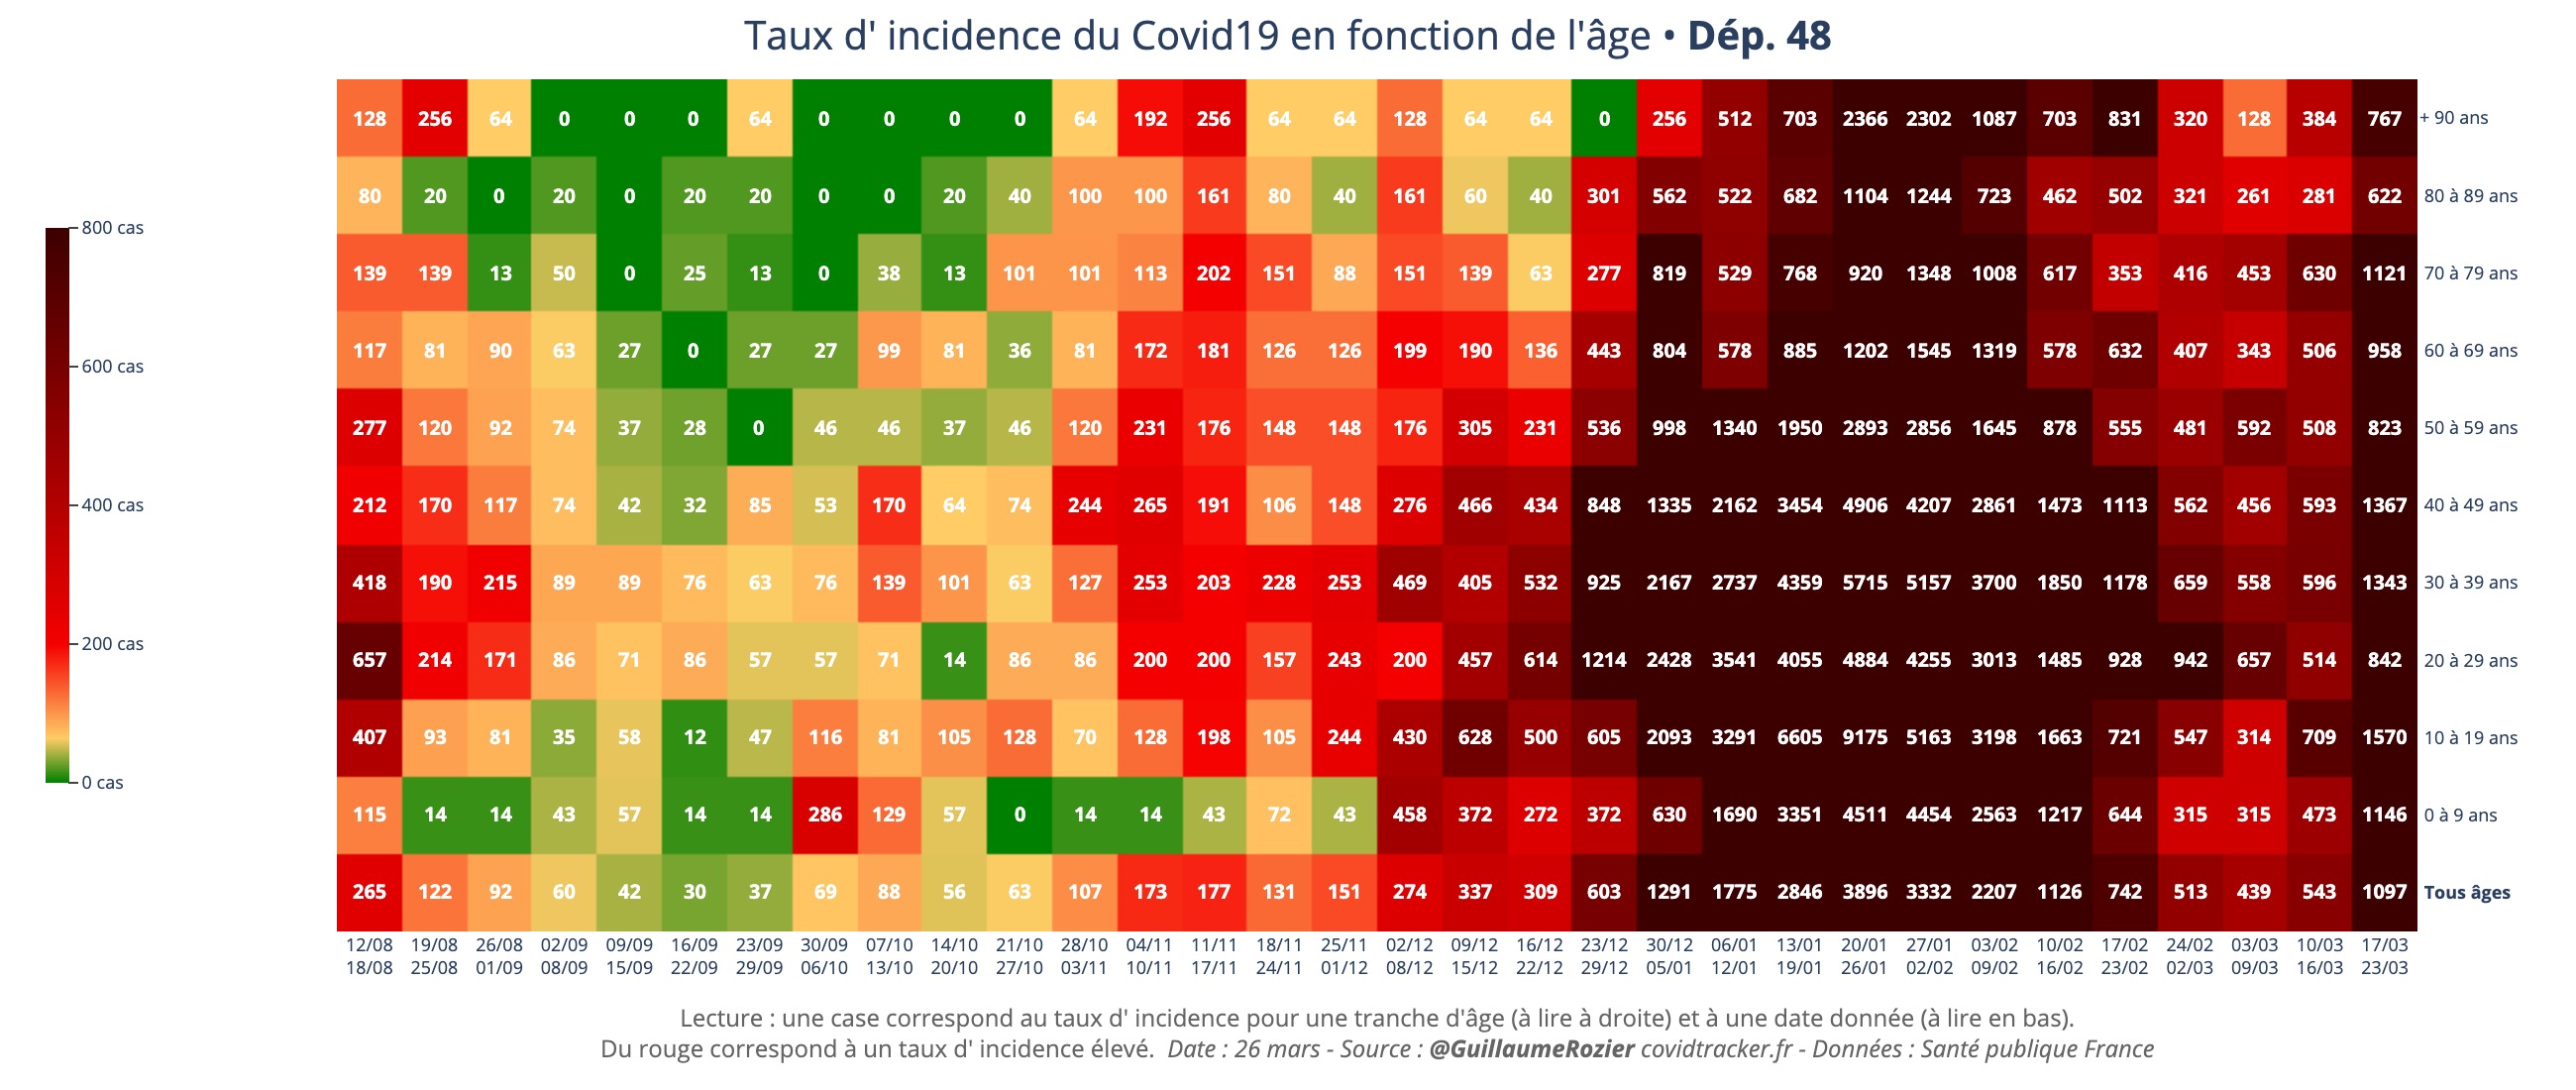 Taux d' incidence du Covid19 en fonction de l'âge • Dép. 48
128 256 64 0 0 0 64 0 0 0 0 64 192 256 64 64 128 64 64 0 256 512 703 2366 2302 1087 703 831 320 128 384 767 + 90 ans
80 20 0 20 0 20 20 0 0 20 40 100 100 161 80 40 161 60 40 301 562 522 682 1104 1244 723 462 502 321 261 281 622 80 à 89 ans
800 cas
139 139 13 50 0 25 13 0 38 13 101 101 113 202 151 88 151 139 63 277 819 529 768 920 1348 1008 617 353 416 453 630 1121 70 à 79 ans
117 81 90 63 27 0 27 27 99 81 36 81 172 181 126 126 199 190 136 443 804 578 885 1202 1545 1319 578 632 407 343 506 958 60 à 69 ans
600 cas
277 120 92 74 37 28 0 46 46 37 46 120 231 176 148 148 176 305 231 536 998 1340 1950 2893 2856 1645 878 555 481 592 508 823 50 à 59 ans
400 cas
212 170 117 74 42 32 85 53 170 64 74 244 265 191 106 148 276 466 434 848 1335 2162 3454 4906 4207 2861 1473 1113 562 456 593 1367 40 à 49 ans
418 190 215 89 89 76 63 76 139 101 63 127 253 203 228 253 469 405 532 925 2167 2737 4359 5715 5157 3700 1850 1178 659 558 596 1343 30 à 39 ans
200 cas
657 214 171 86 71 86 57 57 71 14 86 86 200 200 157 243 200 457 614 1214 2428 3541 4055 4884 4255 3013 1485 928 942 657 514 842 20 à 29 ans
407 93 81 35 58 12 47 116 81 105 128 70 128 198 105 244 430 628 500 605 2093 3291 6605 9175 5163 3198 1663 721 547 314 709 1570 10 à 19 ans
0 cas
115 14 14 43 57 14 14 286 129 57 0 14 14 43 72 43 458 372 272 372 630 1690 3351 4511 4454 2563 1217 644 315 315 473 1146 0 à 9 ans
265 122 92 60 42 30 37 69 88 56 63 107 173 177 131 151 274 337 309 603 1291 1775 2846 3896 3332 2207 1126 742 513 439 543 1097 Tous âges
12/08 19/08 26/08 02/09 09/09 16/09 23/09 30/09 07/10 14/10 21/10 28/10 04/11 11/11 18/11 25/11 02/12 09/12 16/12 23/12 30/12 06/01 13/01 20/01 27/01 03/02 10/02 17/02 24/02 03/03 10/03 17/03
18/08 25/08 01/09 08/09 15/09 22/09 29/09 06/10 13/10 20/10 27/10 03/11 10/11 17/11 24/11 01/12 08/12 15/12 22/12 29/12 05/01 12/01 19/01 26/01 02/02 09/02 16/02 23/02 02/03 09/03 16/03 23/03
Lecture : une case correspond au taux d' incidence pour une tranche d'âge (à lire à droite) et à une date donnée (à lire en bas).
Du rouge correspond à un taux d' incidence élevé. Date : 26 mars - Source : @GuillaumeRozier covidtracker.fr - Données : Santé publique France